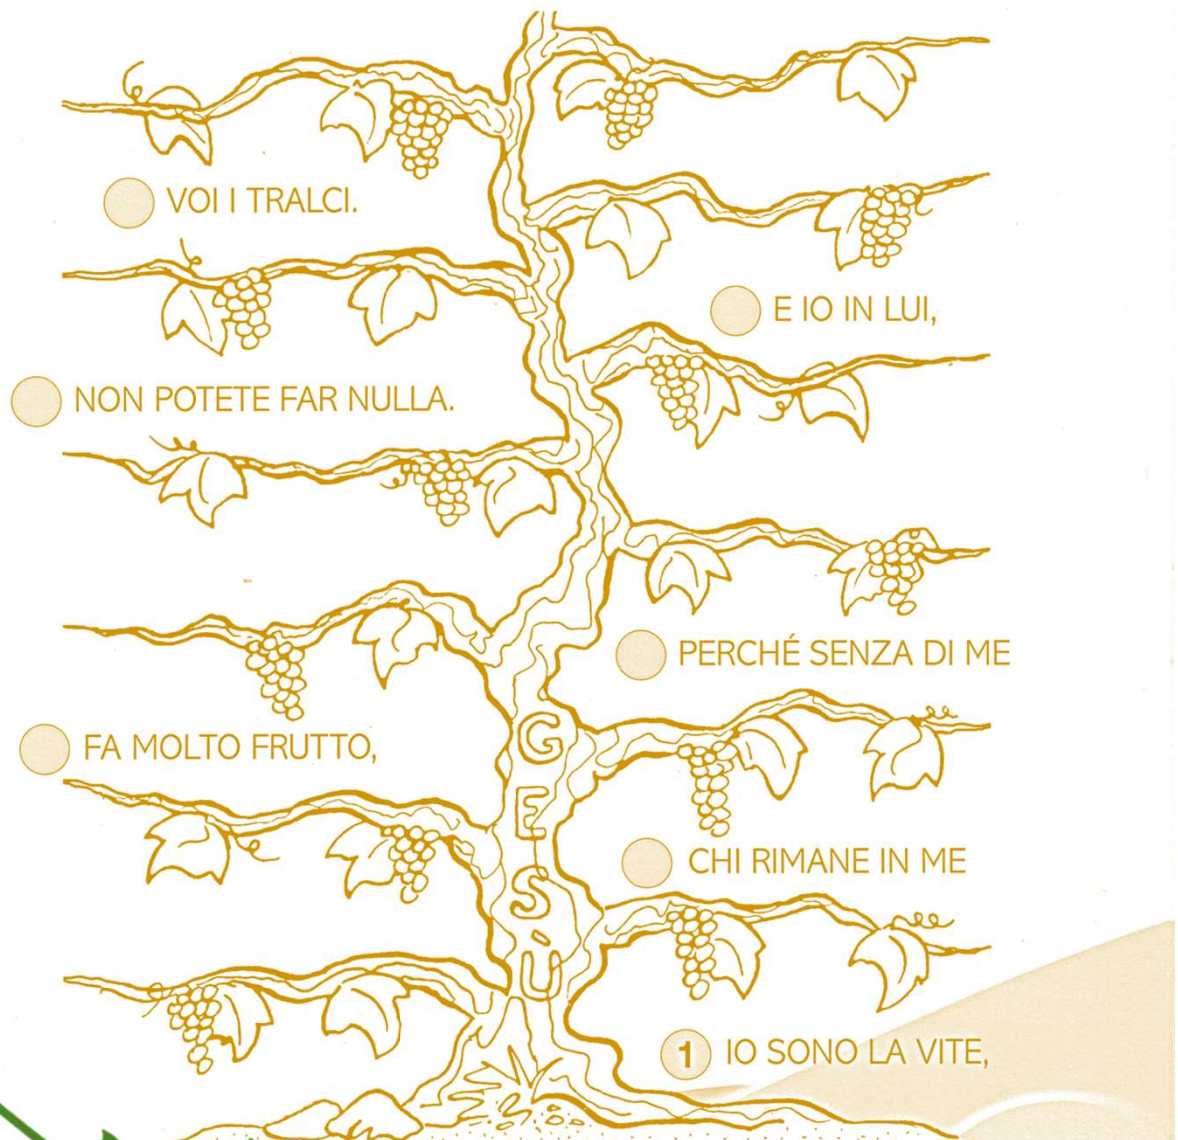 VOI I TRALCI.
E IO IN LUI,
NON POTETE FAR NULLA.
PERCHÉ SENZA DI ME
FA MOLTO FRUTTO,
G
E
S
Ù
CHI RIMANE IN ME
1 IO SONO LA VITE,